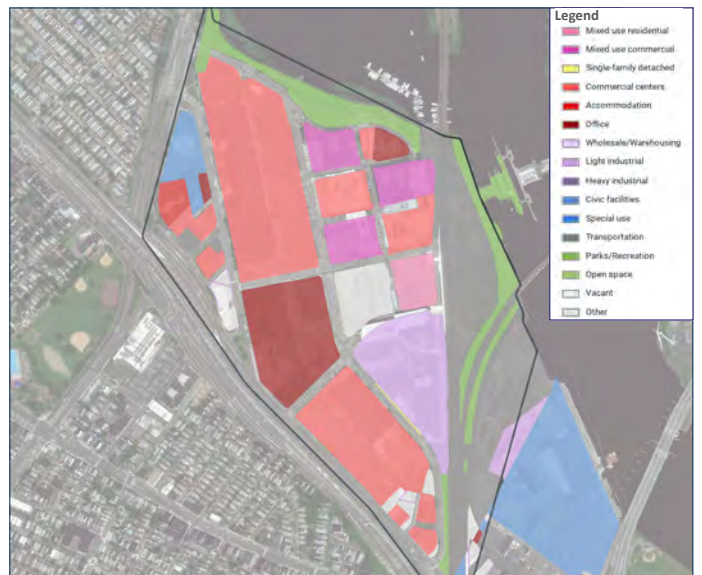 Legend
Mixed use residential
Mixed use commercial
Single-family detached
Commercial centers
Accommodation
Office
Wholesale/Warehousing
Light industrial
Heavy industrial
Civic facilities
Special use
Transportation
Parks/Recreation
Open space
Vacant
Other